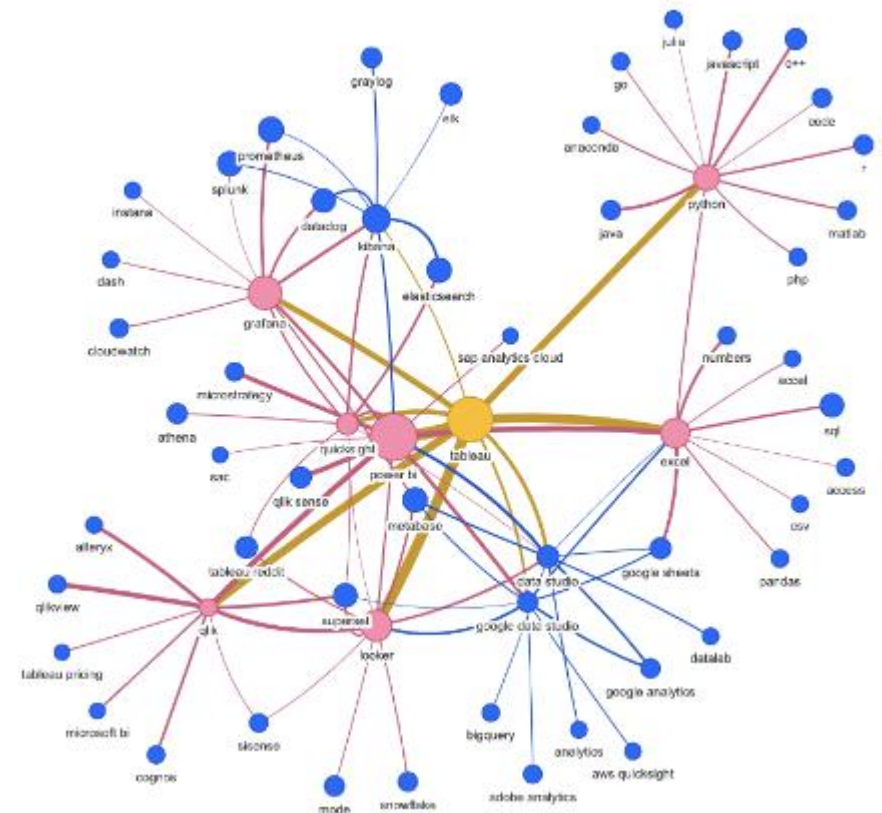 julia
javascript
c++
graylog
go
elk
code
anaconda
prometheus
r
splunk
instana
python
java
matlab
datadog
kibana
php
dash
elasticsearch
grafana
cloudwatch
sap analytics cloud
numbers
microstrategy
athena
sql
quicksight
tableau
excel
sac
power bi
access
qlik sense
csv
metabase
alteryx
tableau reddit
google sheets
pandas
data studio
qlikview
superset
google data studio
qlik
looker
datalab
tableau pricing
google analytics
microsoft bi
bigquery
sisense
analytics
cognos
aws quicksight
adobe analytics
mode
snowflake